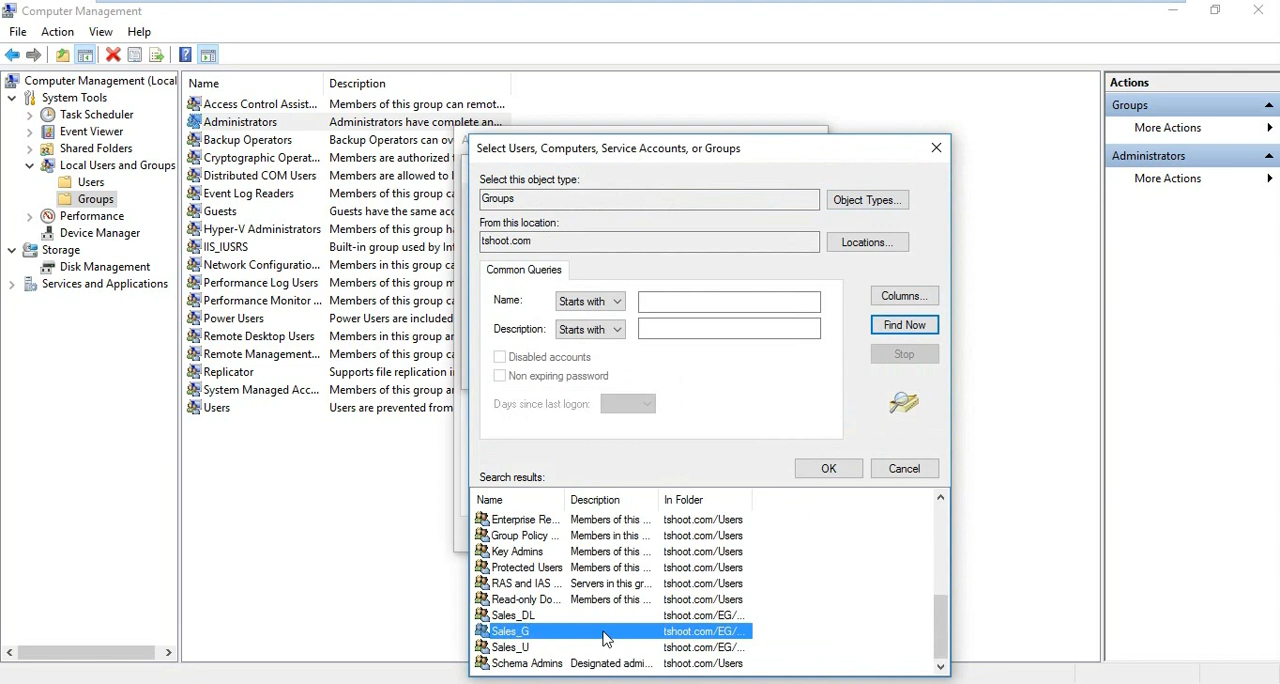 Computer Management
File Action View Help
Computer Management (Local
System Tools
Task Scheduler
Event Viewer
Shared Folders
Local Users and Groups
Users
Groups
Performance
Device Manager
Storage
Disk Management
Services and Applications
Name Description
Access Control Assist... Members of this group can remot...
Administrators Administrators have complete an...
Backup Operators Backup Operators can ov
Cryptographic Operat... Members are authorized
Distributed COM Users Members are allowed to
Event Log Readers Members of this group c
Guests Guests have the same acc
Hyper-V Administrators Members of this group h
IIS_IUSRS Built-in group used by Int
Network Configuratio... Members in this group c
Performance Log Users Members of this group m
Performance Monitor ... Members of this group c
Power Users Power Users are included
Remote Desktop Users Members in this group ar
Remote Management... Members of this group c
Replicator Supports file replication i
System Managed Acc... Members of this group ar
Users Users are prevented from
Select Users, Computers, Service Accounts, or Groups
Select this object type:
Groups Object Types...
From this location:
tshoot.com Locations...
Common Queries
Name: Starts with Columns...
Description: Starts with Find Now
Disabled accounts Stop
Non expiring password
Days since last logon:
OK Cancel
Search results:
Name Description In Folder
Enterprise Re... Members of this ... tshoot.com/Users
Group Policy ... Members in this ... tshoot.com/Users
Key Admins Members of this ... tshoot.com/Users
Protected Users Members of this ... tshoot.com/Users
RAS and IAS ... Servers in this gr... tshoot.com/Users
Read-only Do... Members of this ... tshoot.com/Users
Sales_DL tshoot.com/EG/...
Sales_G tshoot.com/EG/...
Sales_U tshoot.com/EG/...
Schema Admins Designated admi... tshoot.com/Users
Actions
Groups
More Actions
Administrators
More Actions